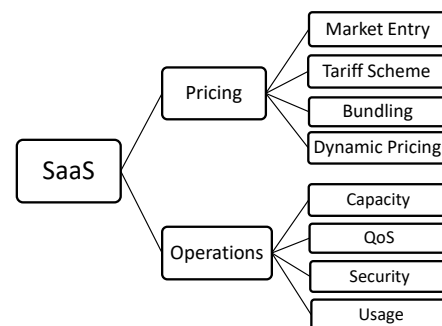 SaaS
Pricing
Market Entry
Tariff Scheme
Bundling
Dynamic Pricing
Operations
Capacity
QoS
Security
Usage